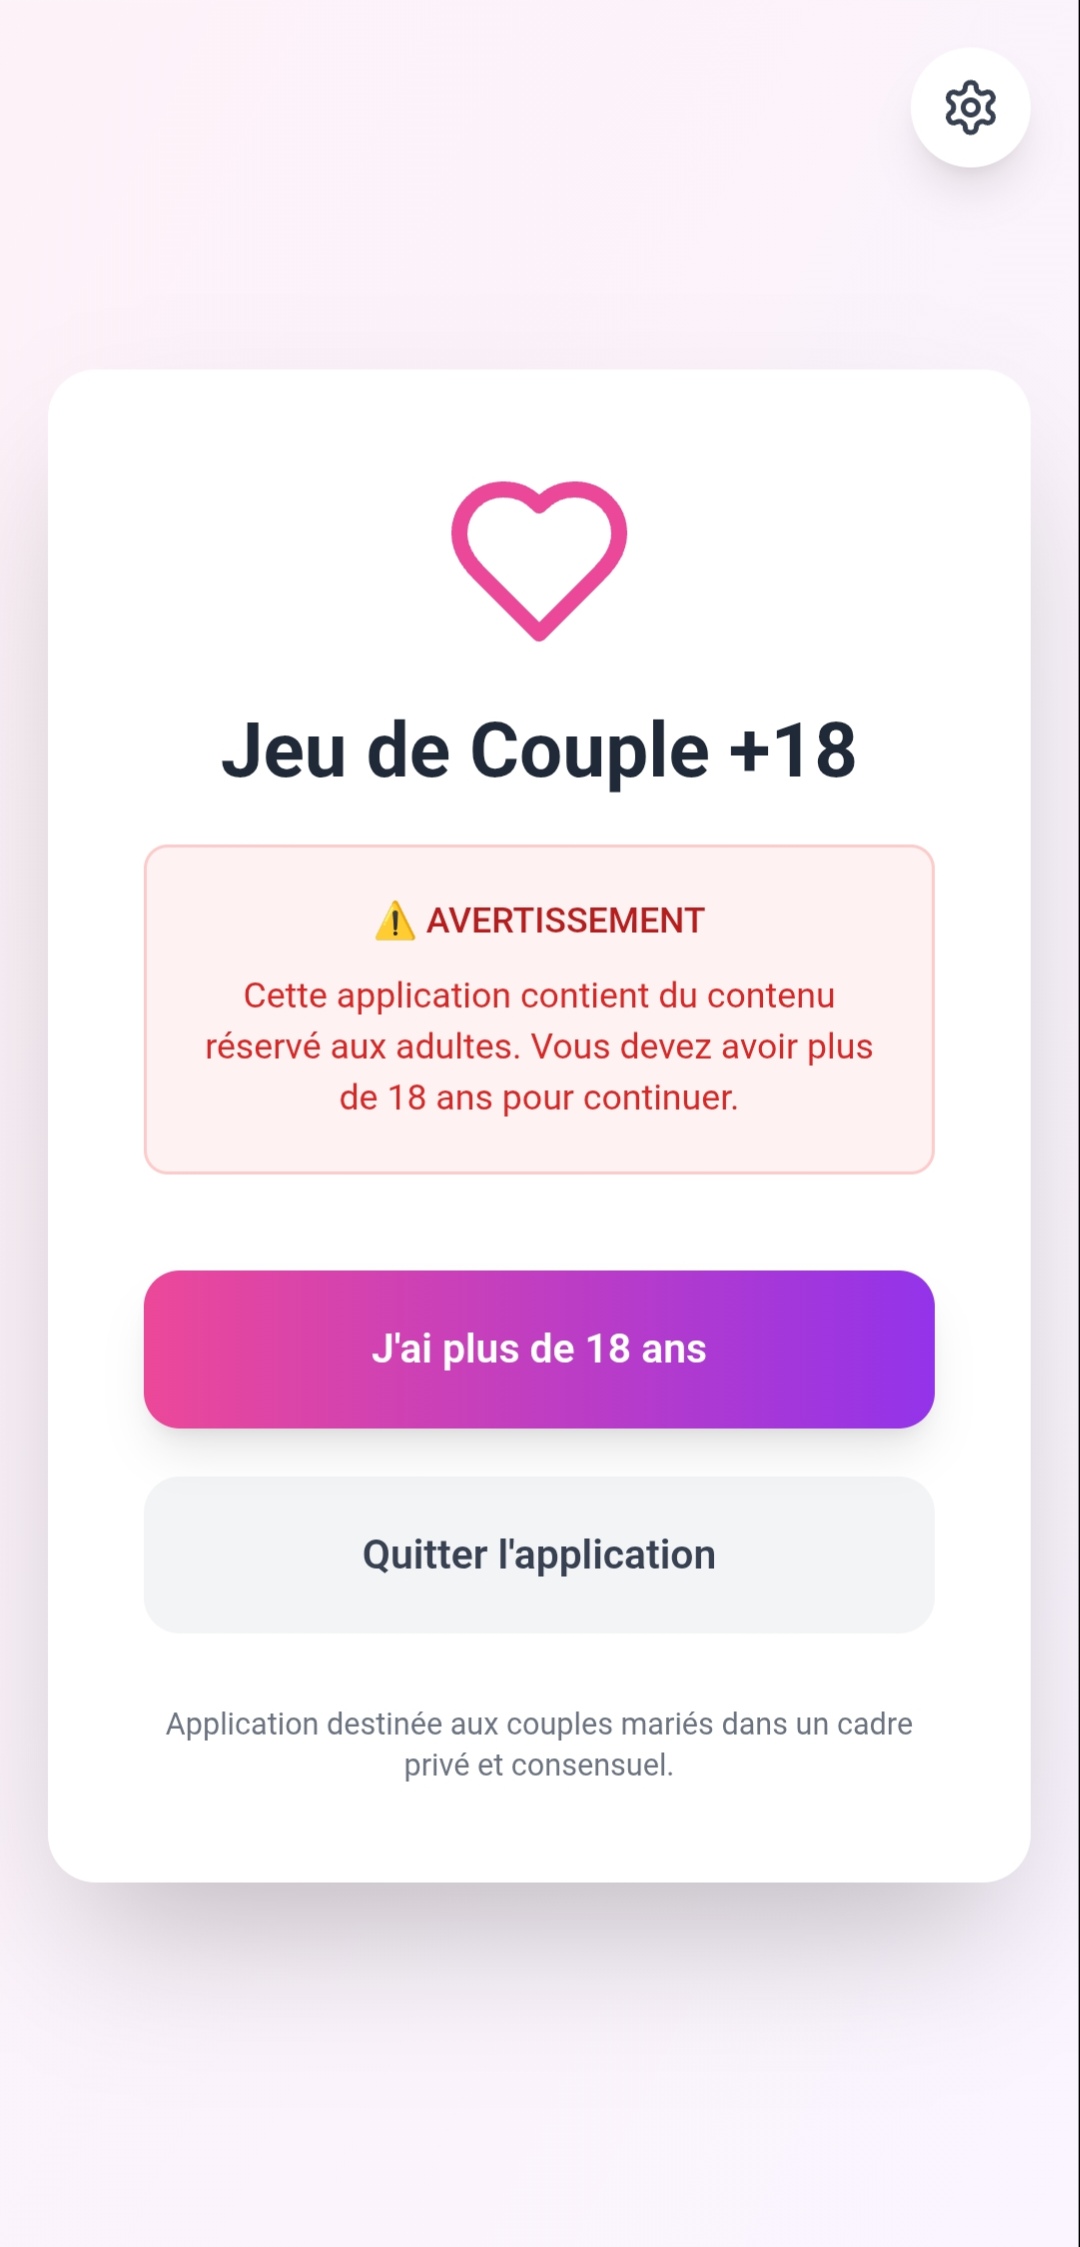 Jeu de Couple +18
⚠️ AVERTISSEMENT
Cette application contient du contenu
réservé aux adultes. Vous devez avoir plus
de 18 ans pour continuer.
J'ai plus de 18 ans
Quitter l'application
Application destinée aux couples mariés dans un cadre
privé et consensuel.